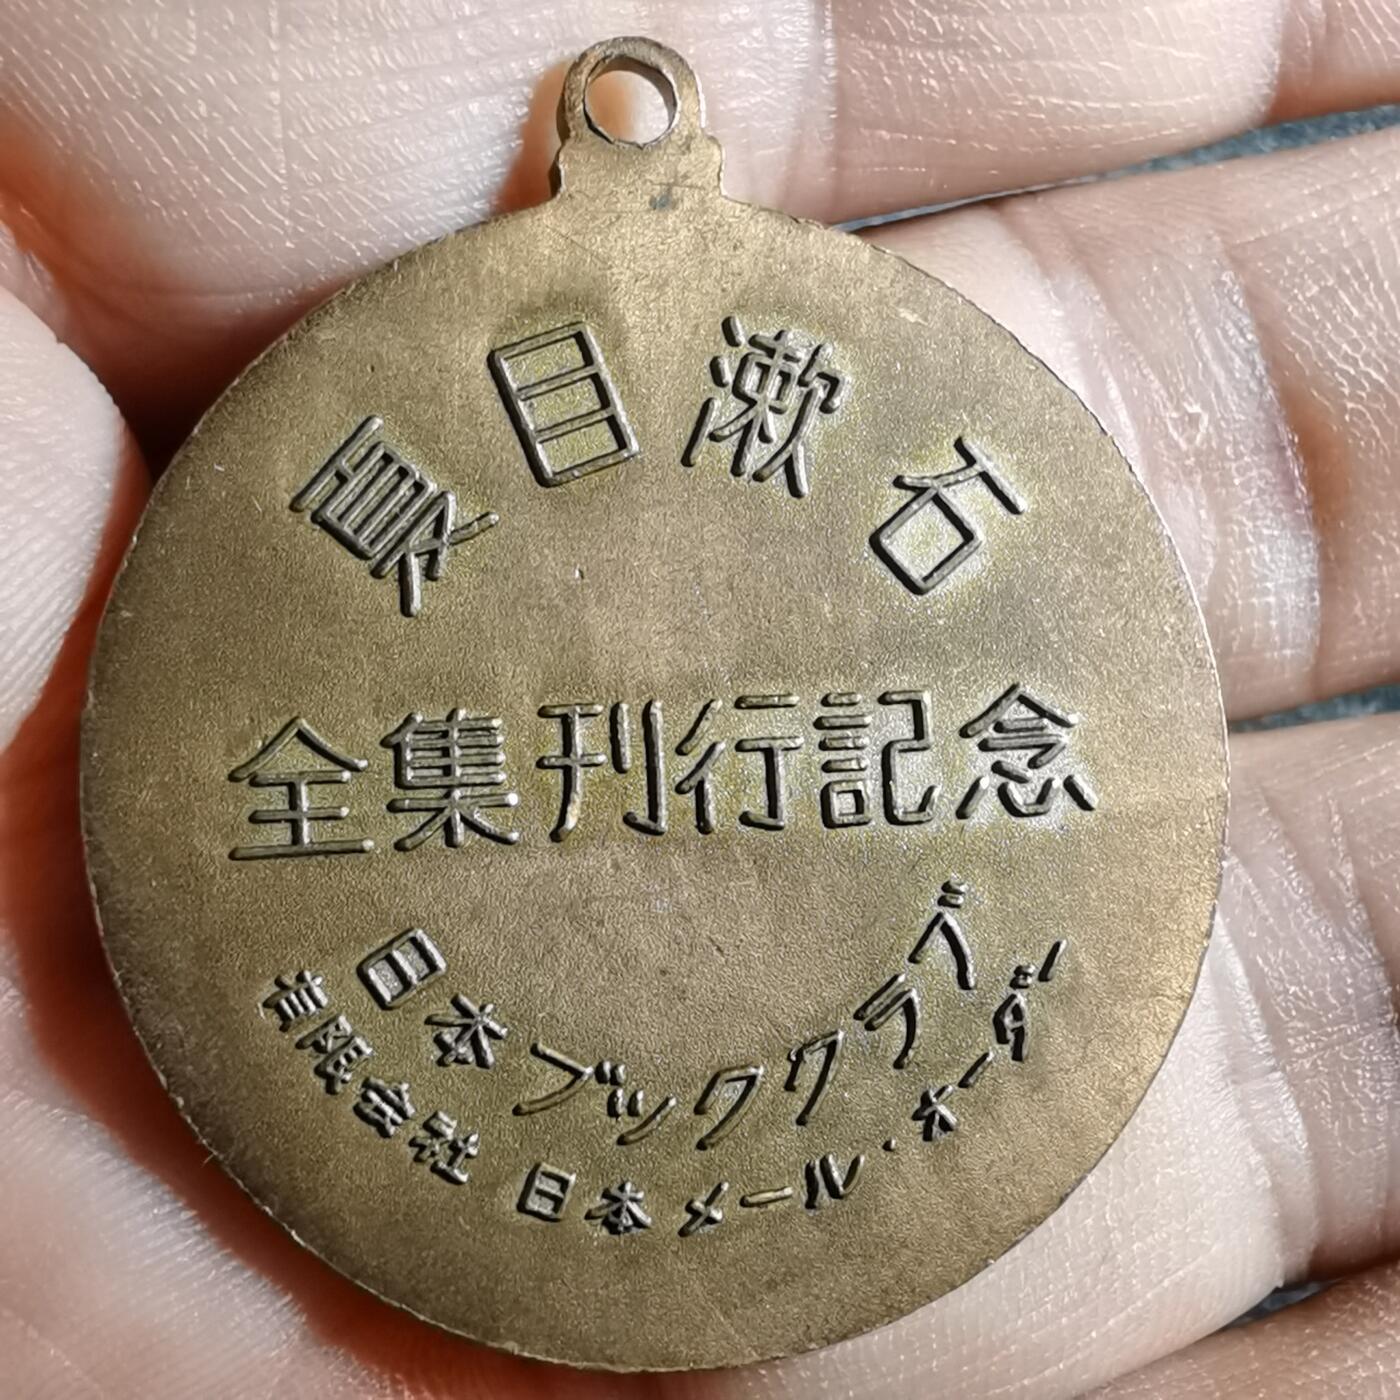 夏目漱石
全集刊行記念
日本ブッククラブ
有限会社 日本メール・オーダー